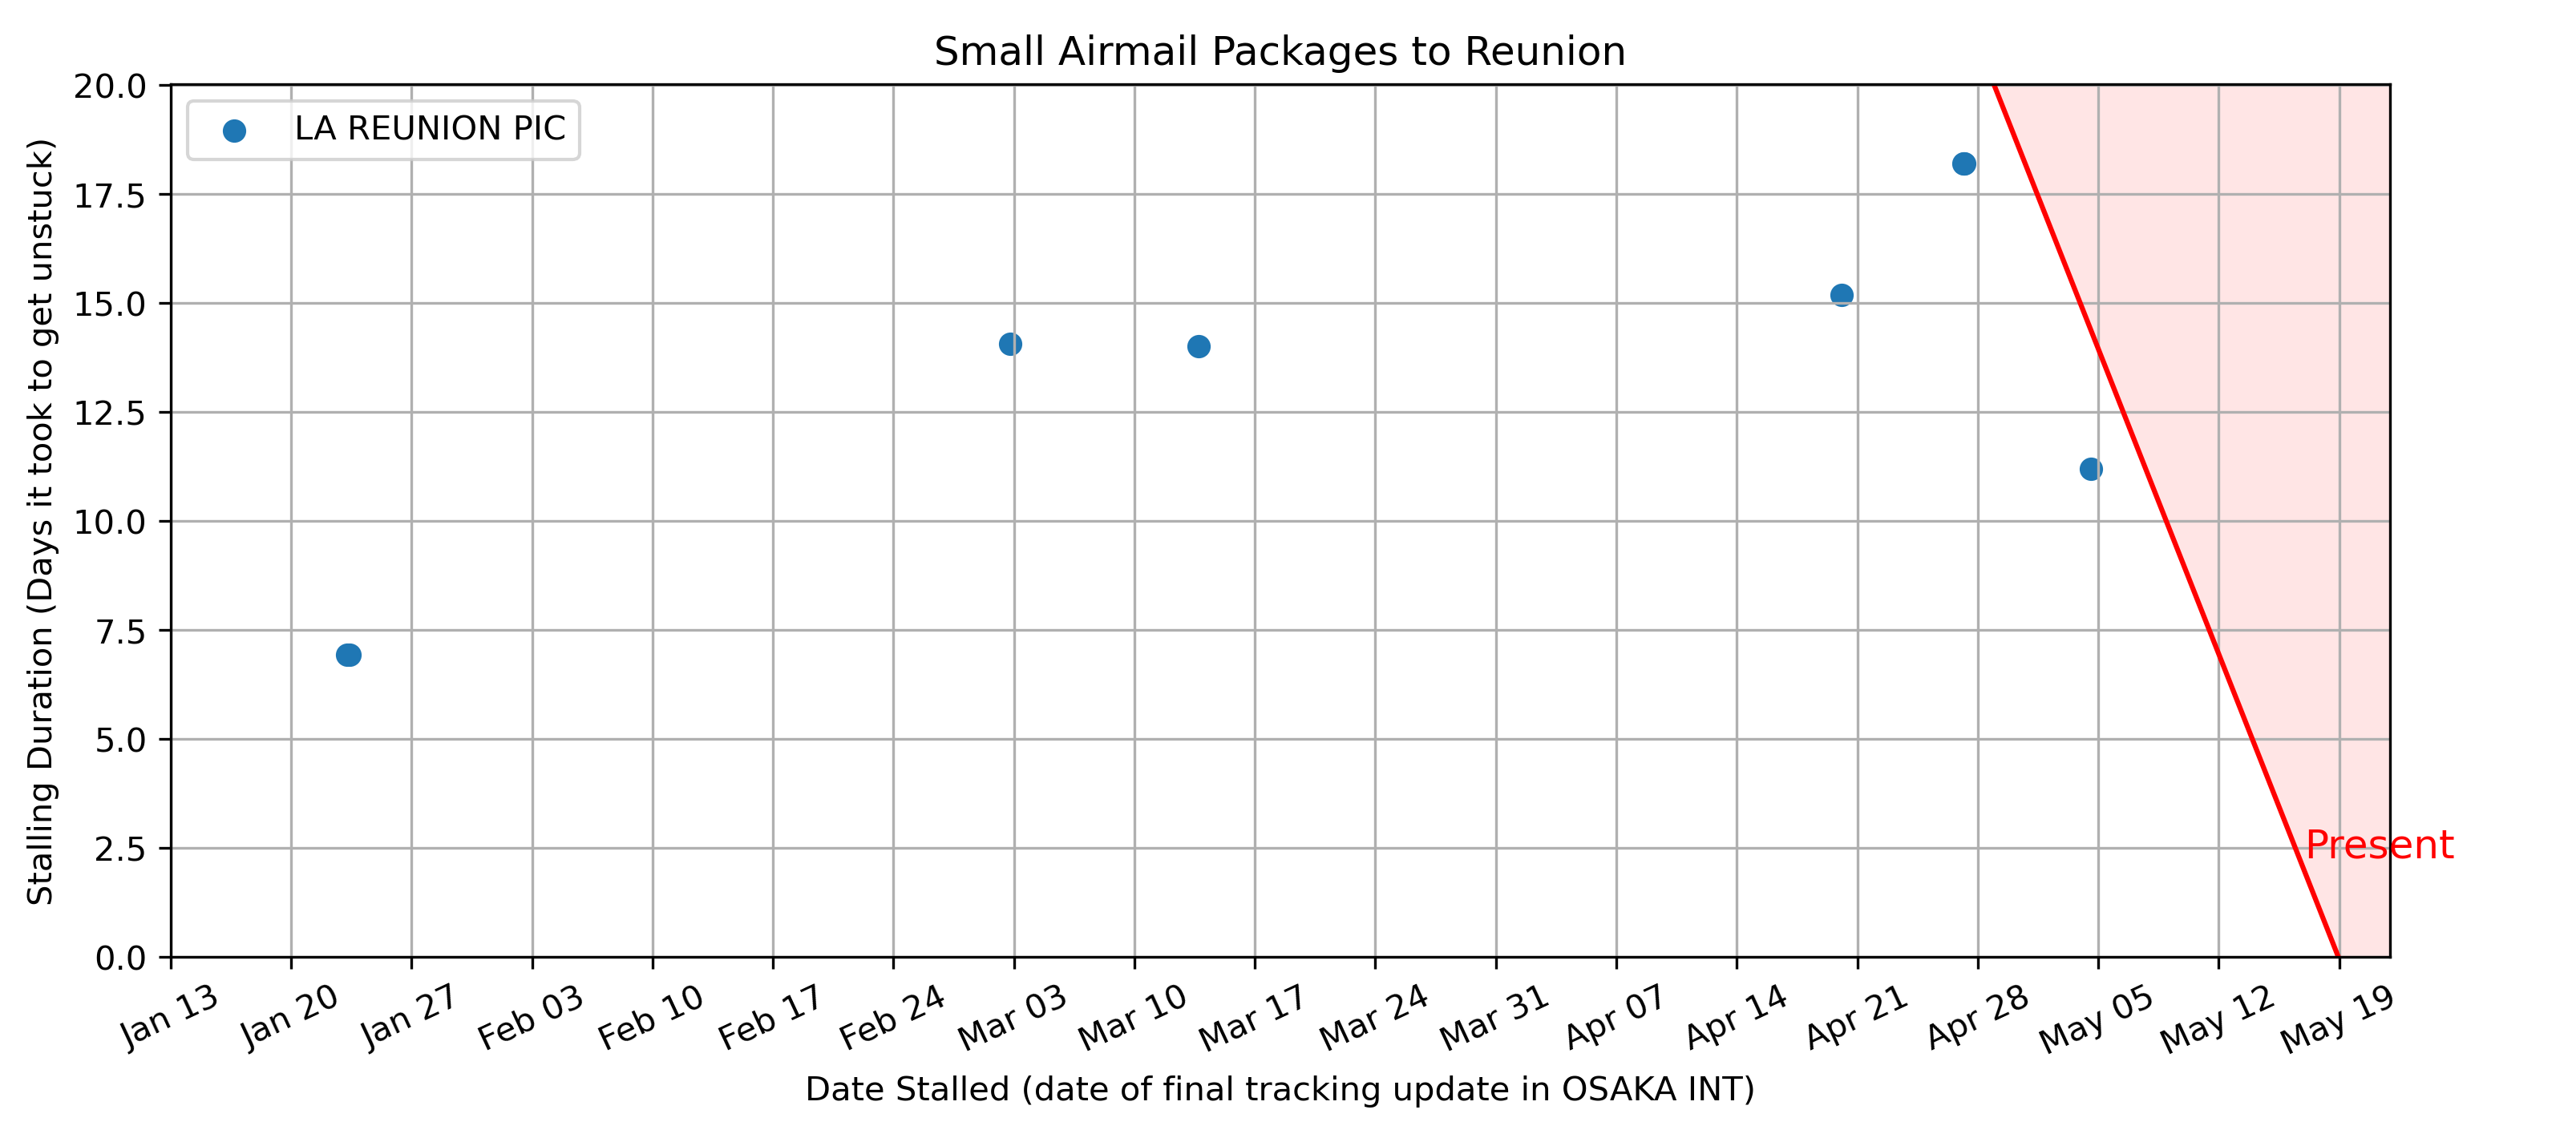 Small Airmail Packages to Reunion
LA REUNION PIC
Stalling Duration (Days it took to get unstuck)
20.0
17.5
15.0
12.5
10.0
7.5
5.0
2.5
0.0
Present
Jan 13
Jan 20
Jan 27
Feb 03
Feb 10
Feb 17
Feb 24
Mar 03
Mar 10
Mar 17
Mar 24
Mar 31
Apr 07
Apr 14
Apr 21
Apr 28
May 05
May 12
May 19
Date Stalled (date of final tracking update in OSAKA INT)